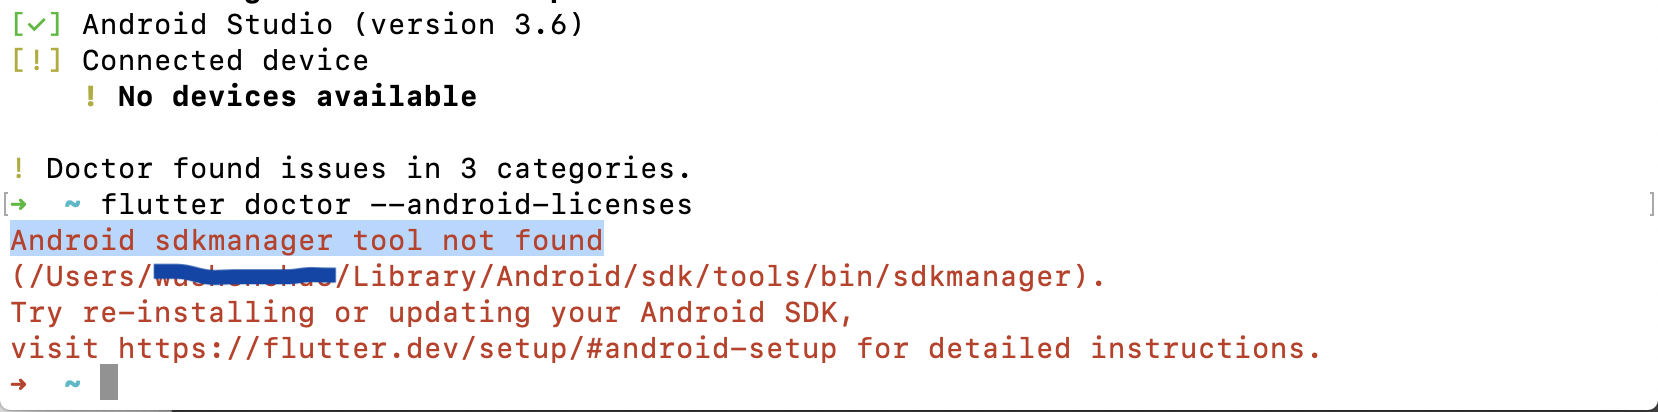 [✓] Android Studio (version 3.6)
[!] Connected device
! No devices available
! Doctor found issues in 3 categories.
[➜ ~ flutter doctor --android-licenses ]
Android sdkmanager tool not found
(/Users/ /Library/Android/sdk/tools/bin/sdkmanager).
Try re-installing or updating your Android SDK,
visit https://flutter.dev/setup/#android-setup for detailed instructions.
➜ ~